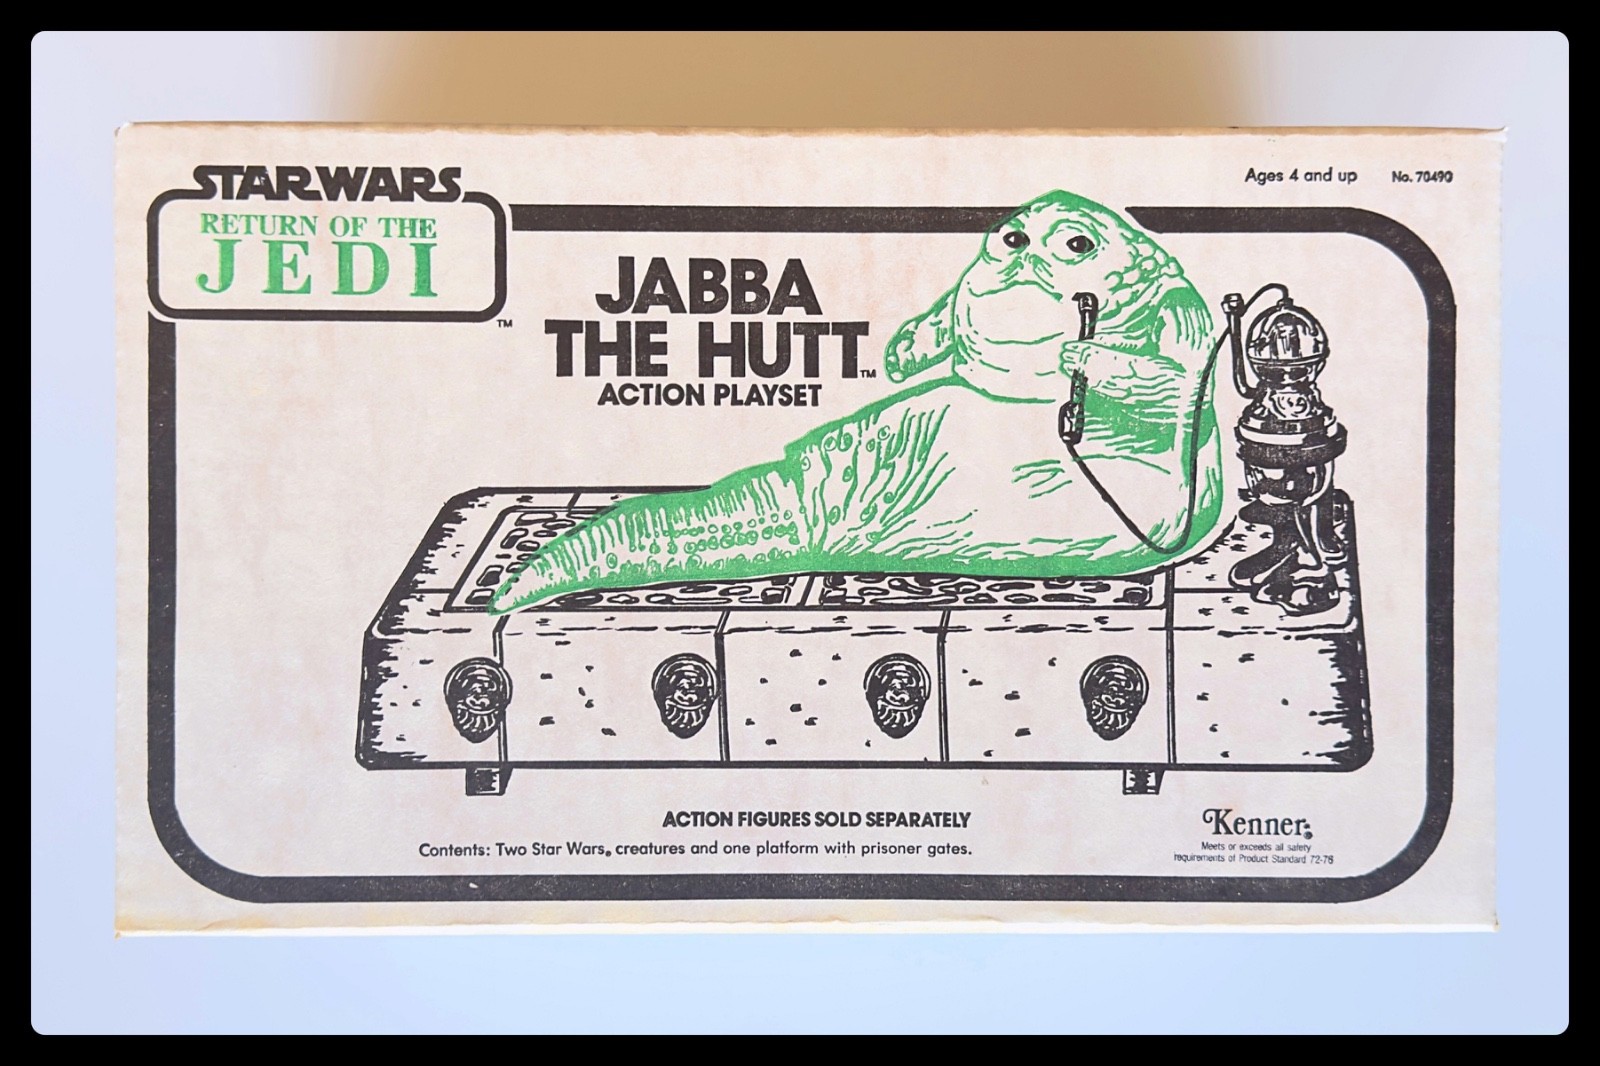 STAR WARS
RETURN OF THE
JEDI
TM
Ages 4 and up
No. 70490
JABBA
THE HUTT
TM
ACTION PLAYSET
ACTION FIGURES SOLD SEPARATELY
Contents: Two Star Wars® creatures and one platform with prisoner gates.
Kenner®
Meets or exceeds all safety
requirements of Product Standard 72-76